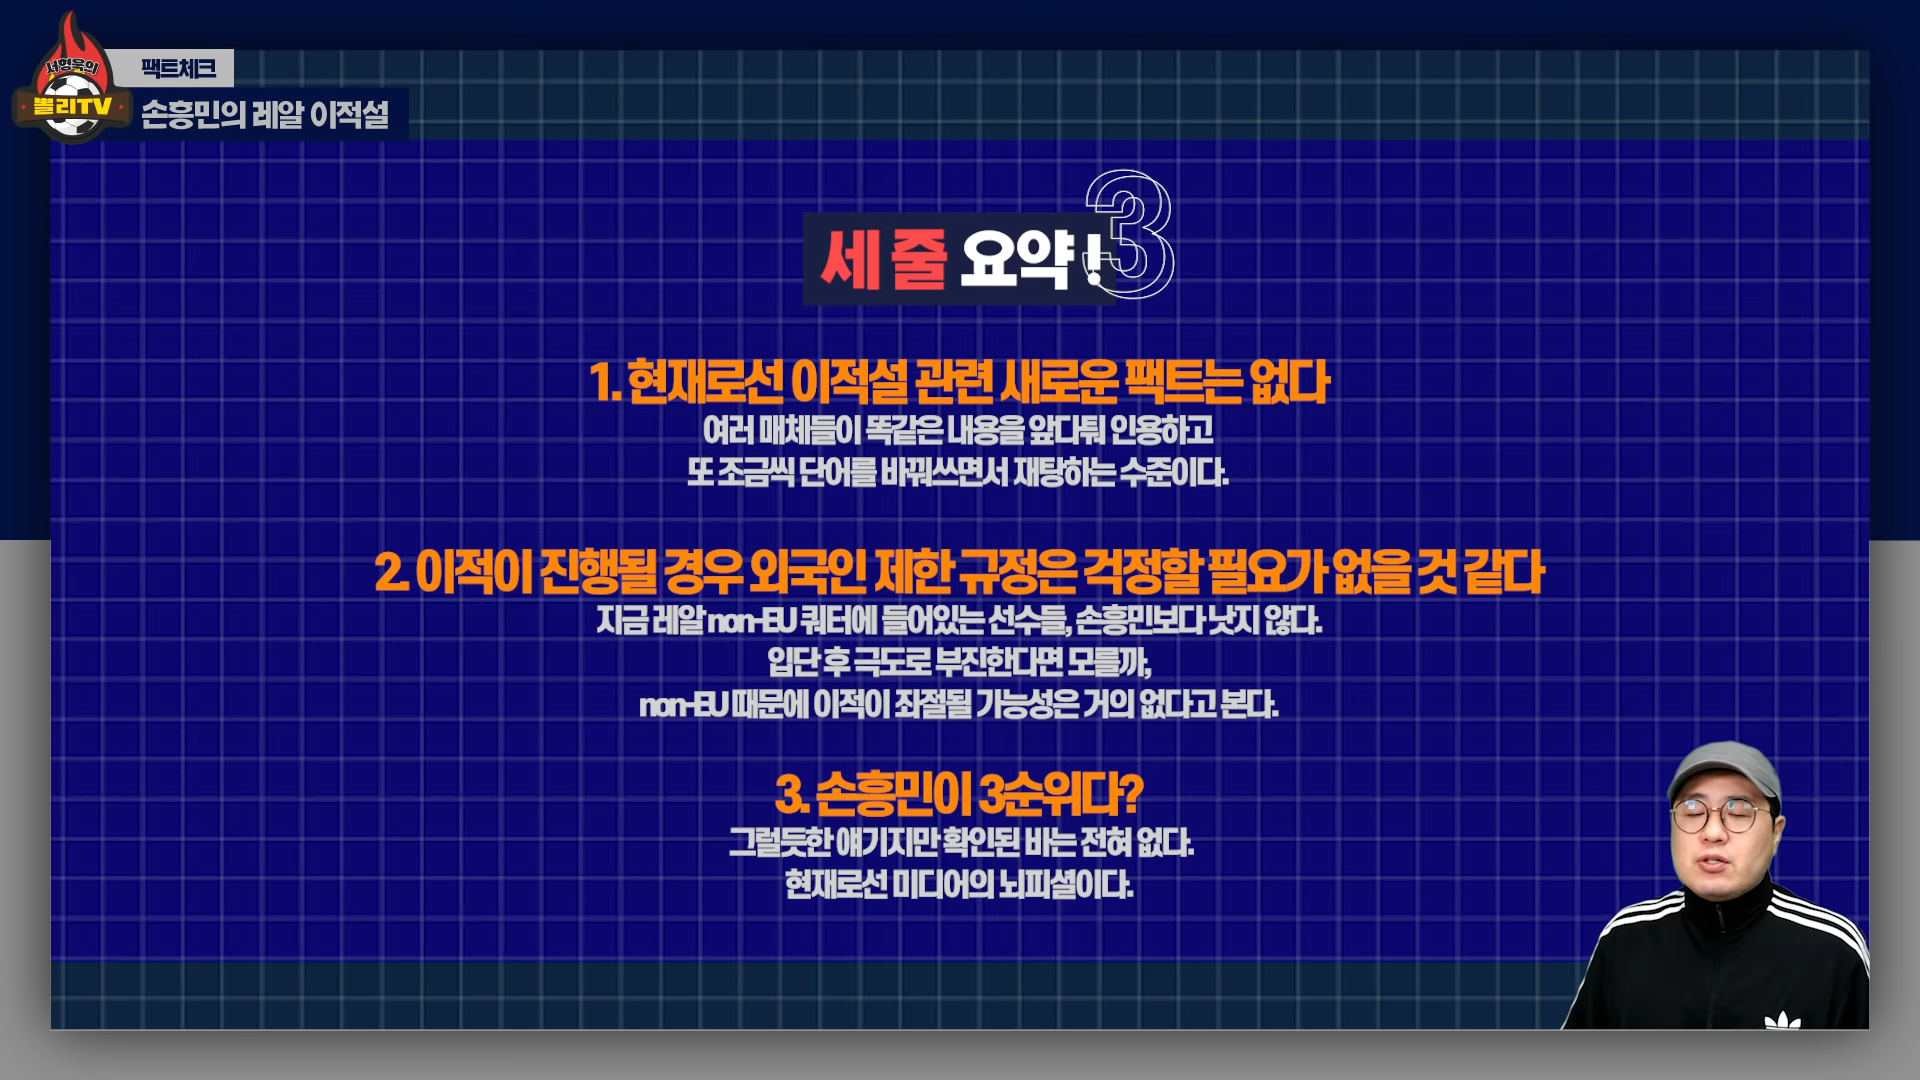 서형욱의
뽈리TV
팩트체크
손흥민의 레알 이적설
세 줄 요약 !
3
1. 현재로선 이적설 관련 새로운 팩트는 없다
여러 매체들이 똑같은 내용을 앞다퉈 인용하고
또 조금씩 단어를 바꿔쓰면서 재탕하는 수준이다.
2. 이적이 진행될 경우 외국인 제한 규정은 걱정할 필요가 없을 것 같다
지금 레알 non-EU 쿼터에 들어있는 선수들, 손흥민보다 낫지 않다.
입단 후 극도로 부진한다면 모를까,
non-EU 때문에 이적이 좌절될 가능성은 거의 없다고 본다.
3. 손흥민이 3순위다?
그럴듯한 얘기지만 확인된 바는 전혀 없다.
현재로선 미디어의 뇌피셜이다.